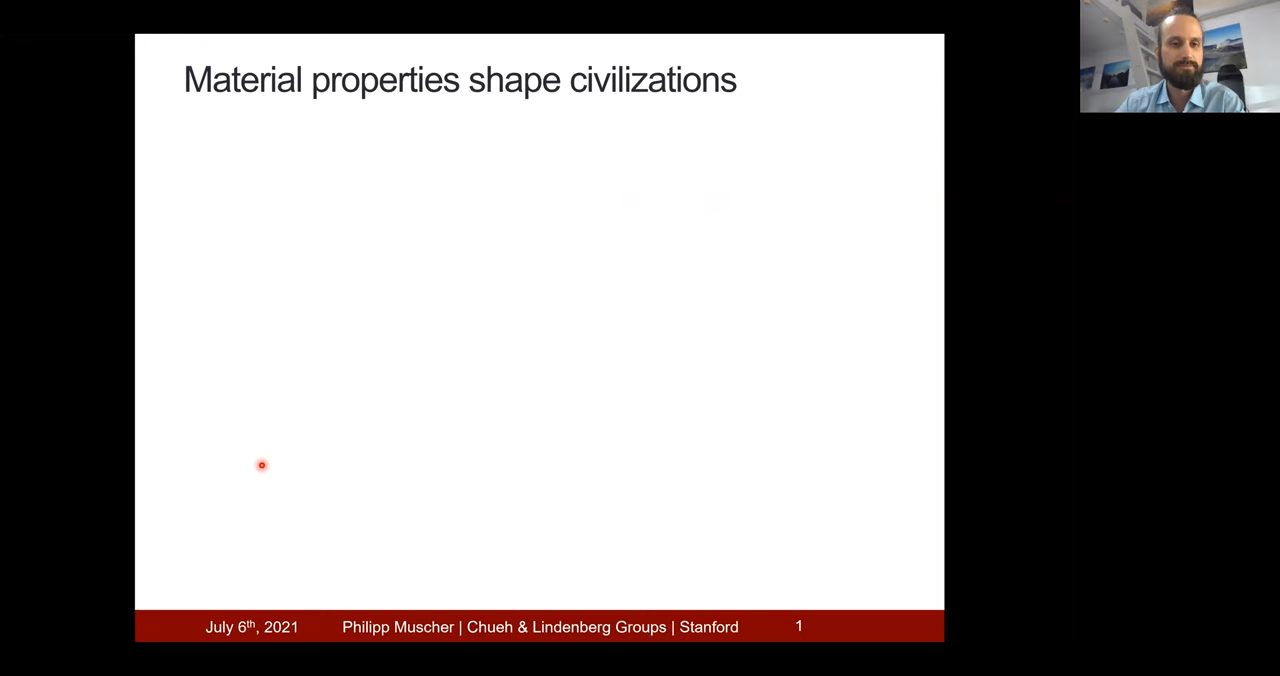 Material properties shape civilizations
July 6th, 2021 Philipp Muscher | Chueh & Lindenberg Groups | Stanford 1